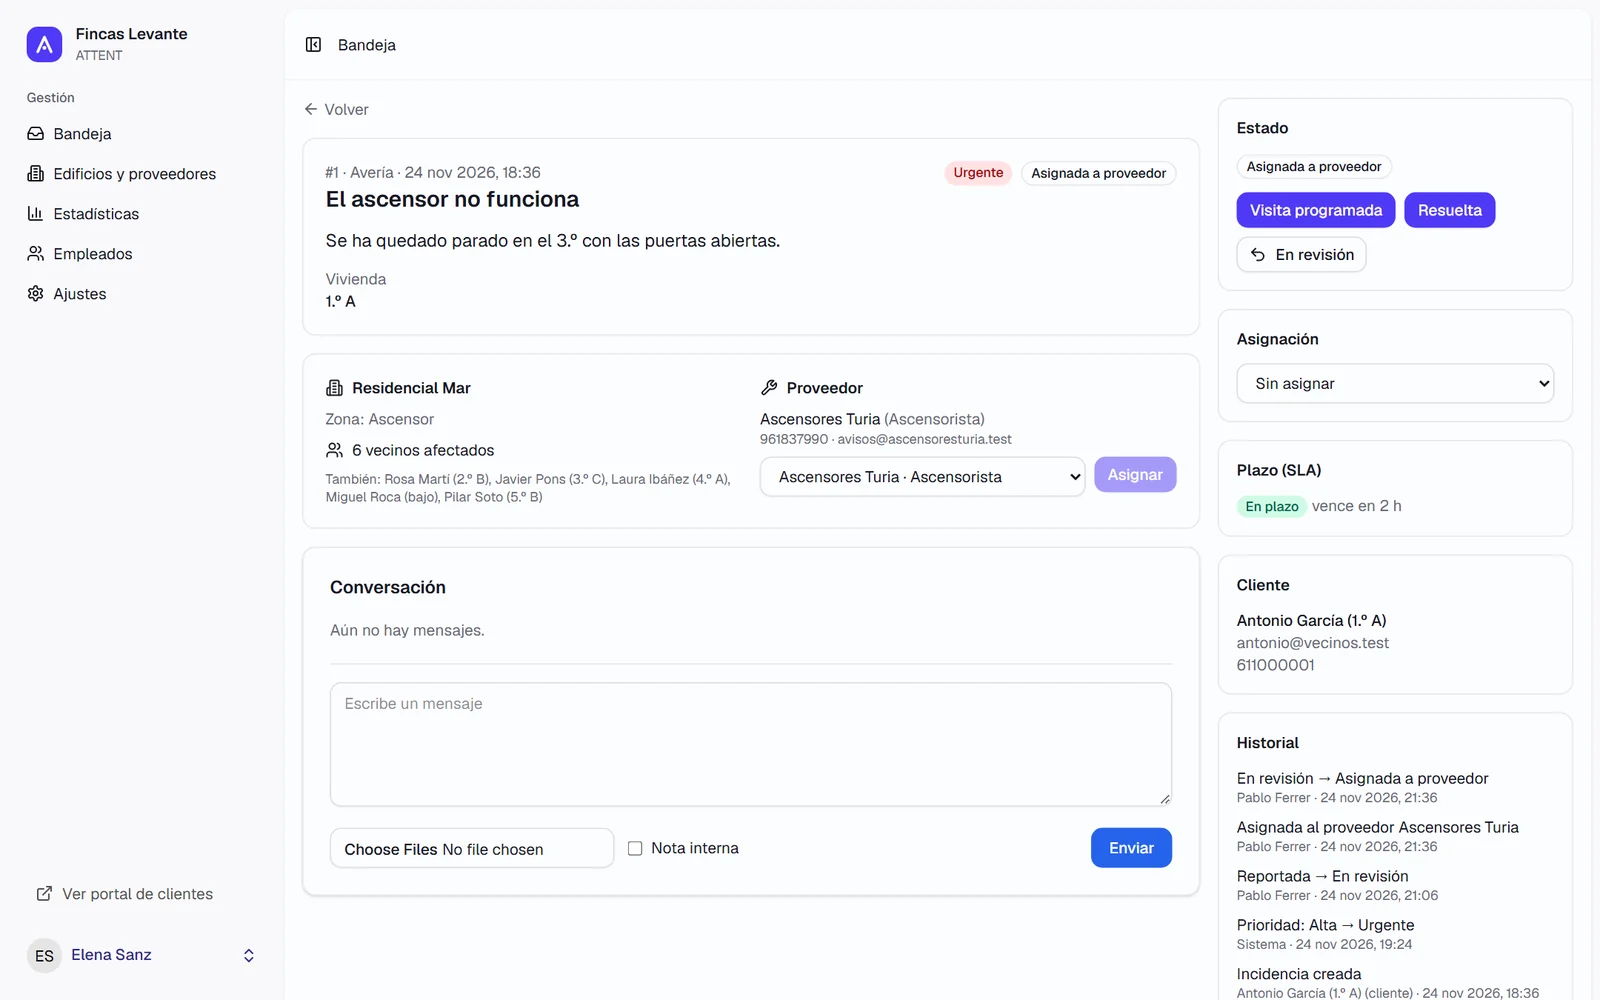 Fincas Levante
ATTENT
Gestión
Bandeja
Edificios y proveedores
Estadísticas
Empleados
Ajustes
Ver portal de clientes
ES
Elena Sanz
Bandeja
Volver
#1 · Avería · 24 nov 2026, 18:36
Urgente
Asignada a proveedor
El ascensor no funciona
Se ha quedado parado en el 3.º con las puertas abiertas.
Vivienda
1.º A
Residencial Mar
Zona: Ascensor
6 vecinos afectados
También: Rosa Martí (2.º B), Javier Pons (3.º C), Laura Ibáñez (4.º A),
Miguel Roca (bajo), Pilar Soto (5.º B)
Proveedor
Ascensores Turia (Ascensorista)
961837990 · avisos@ascensoresturia.test
Ascensores Turia · Ascensorista
Asignar
Conversación
Aún no hay mensajes.
Escribe un mensaje
Choose Files No file chosen
Nota interna
Enviar
Estado
Asignada a proveedor
Visita programada
Resuelta
En revisión
Asignación
Sin asignar
Plazo (SLA)
En plazo vence en 2 h
Cliente
Antonio García (1.º A)
antonio@vecinos.test
611000001
Historial
En revisión → Asignada a proveedor
Pablo Ferrer · 24 nov 2026, 21:36
Asignada al proveedor Ascensores Turia
Pablo Ferrer · 24 nov 2026, 21:36
Reportada → En revisión
Pablo Ferrer · 24 nov 2026, 21:06
Prioridad: Alta → Urgente
Sistema · 24 nov 2026, 19:24
Incidencia creada
Antonio García (1.º A) (cliente) · 24 nov 2026, 18:36